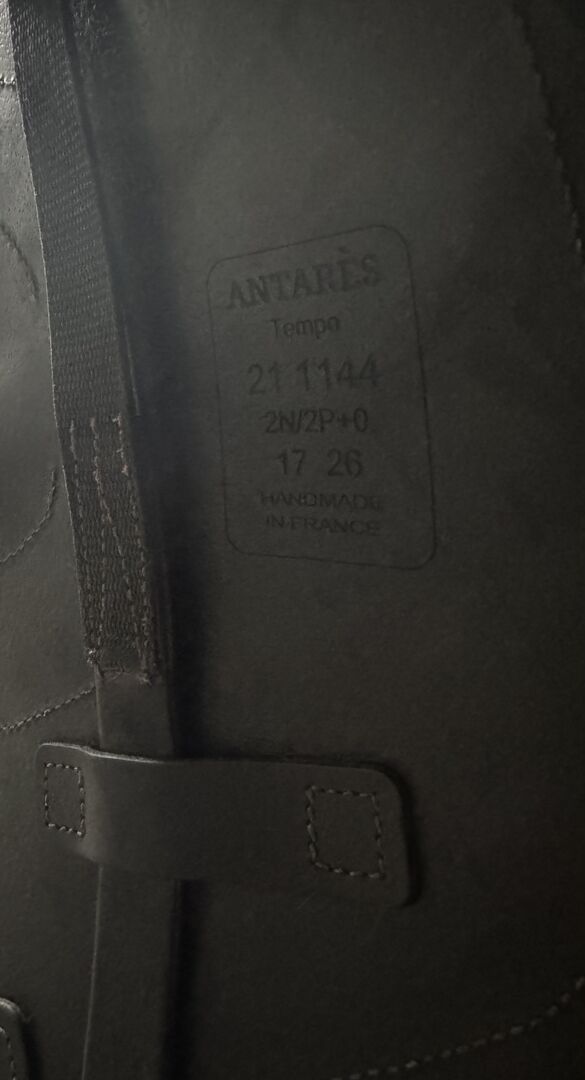 ANTARÈS
Tempo
21 1144
2N/2P+0
17 26
HANDMADE
IN FRANCE